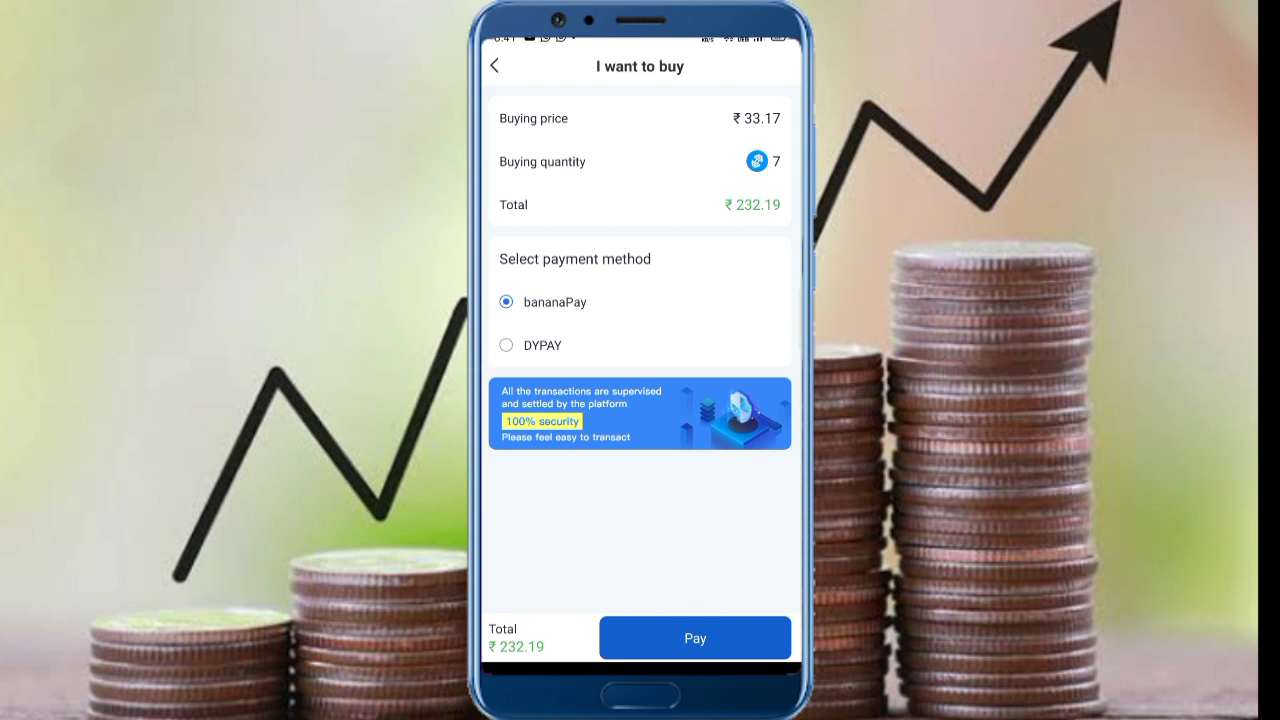 I want to buy
Buying price ₹ 33.17
Buying quantity 7
Total ₹ 232.19
Select payment method
bananaPay
DYPAY
All the transactions are supervised
and settled by the platform
100% security
Please feel easy to transact
Total
₹ 232.19
Pay